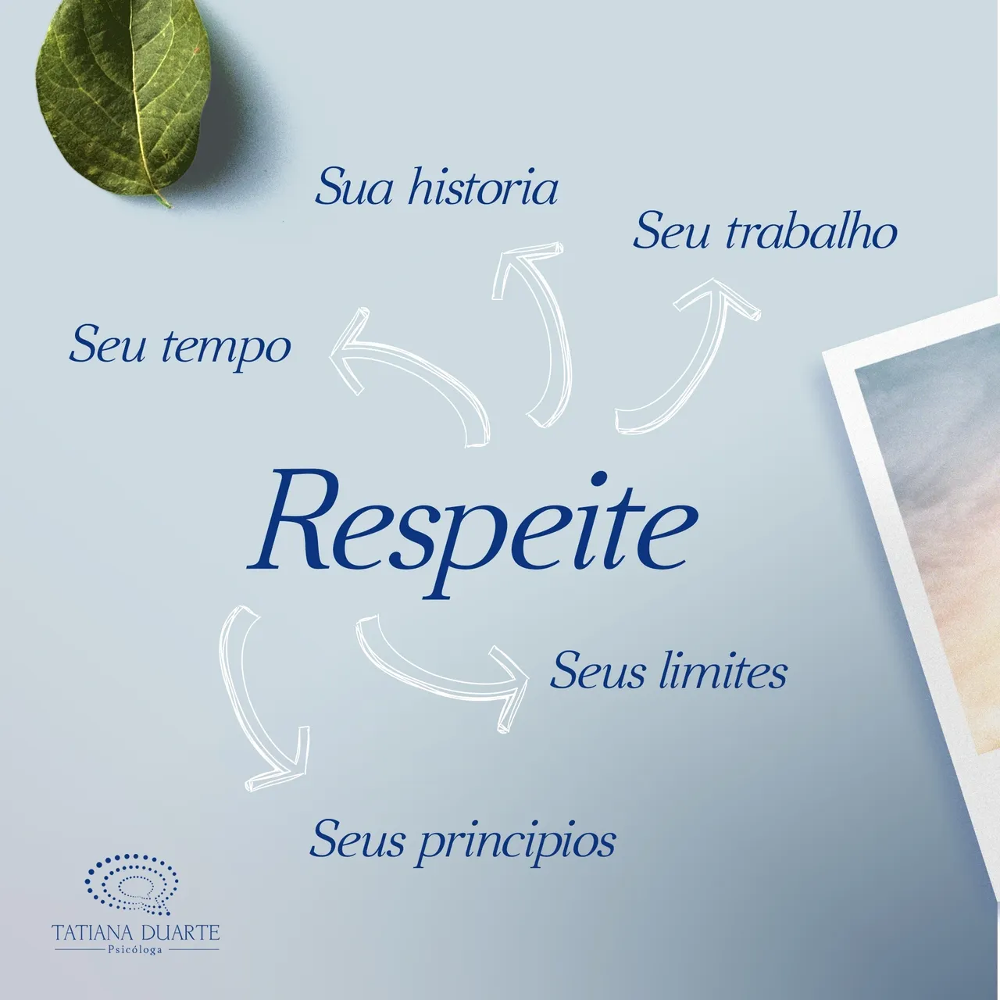 Sua historia
Seu trabalho
Seu tempo
Respeite
Seus limites
Seus principios
TATIANA DUARTE
Psicóloga